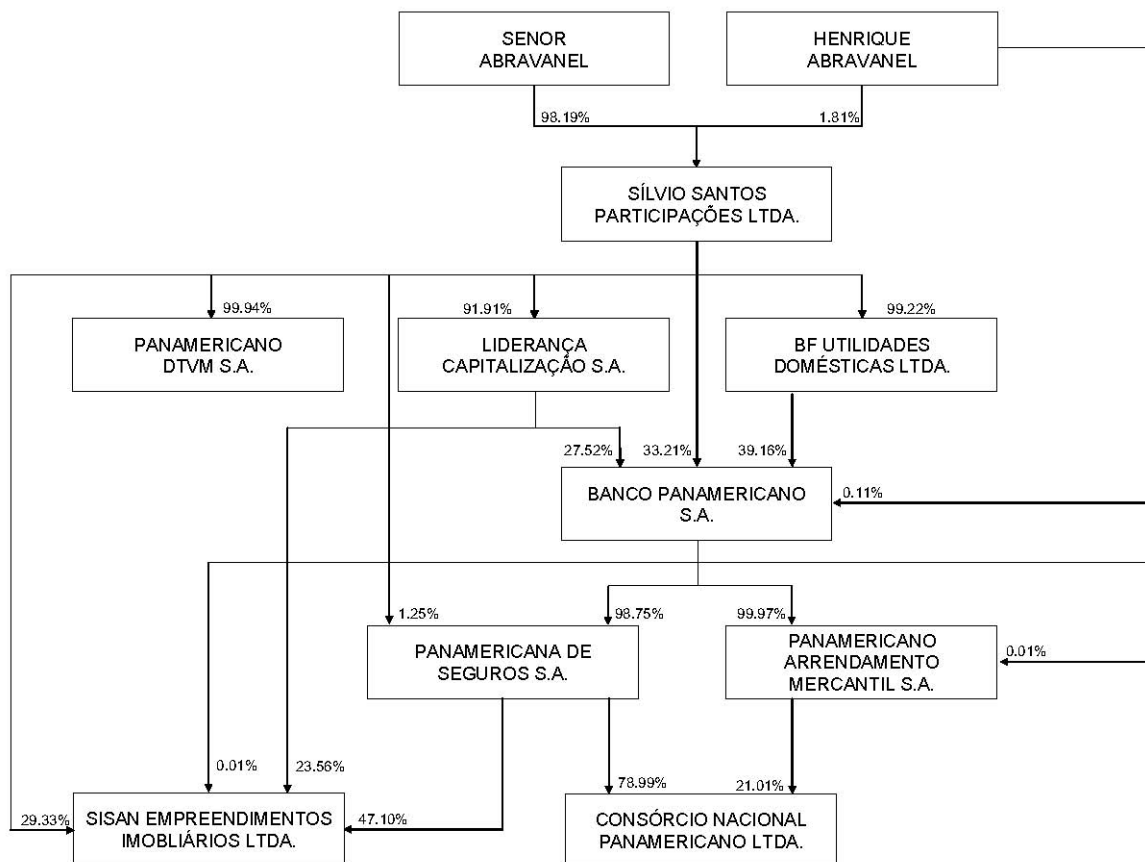 SENOR
ABRAVANEL
HENRIQUE
ABRAVANEL
98.19%
1.81%
SÍLVIO SANTOS
PARTICIPAÇÕES LTDA.
99.94%
91.91%
99.22%
PANAMERICANO
DTVM S.A.
LIDERANÇA
CAPITALIZAÇÃO S.A.
BF UTILIDADES
DOMÉSTICAS LTDA.
27.52%
33.21%
39.16%
BANCO PANAMERICANO
S.A.
0.11%
1.25%
98.75%
99.97%
PANAMERICANA DE
SEGUROS S.A.
PANAMERICANO
ARRENDAMENTO
MERCANTIL S.A.
0.01%
0.01%
23.56%
78.99%
21.01%
29.33%
SISAN EMPREENDIMENTOS
IMOBLIÁRIOS LTDA.
47.10%
CONSÓRCIO NACIONAL
PANAMERICANO LTDA.